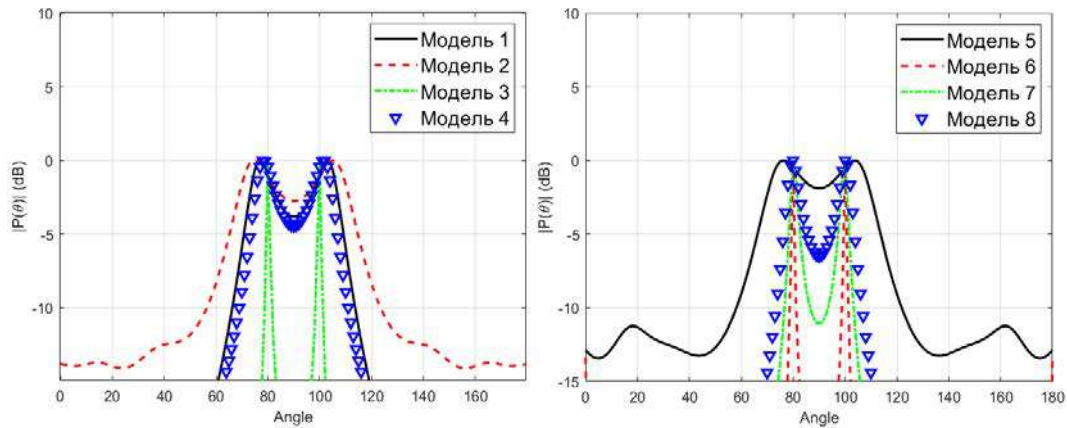 10
5
0
-5
-10
|P(θ)| (dB)
0 20 40 60 80 100 120 140 160
Angle
Модель 1
Модель 2
Модель 3
Модель 4
10
5
0
-5
-10
-15
|P(θ)| (dB)
0 20 40 60 80 100 120 140 160 180
Angle
Модель 5
Модель 6
Модель 7
Модель 8